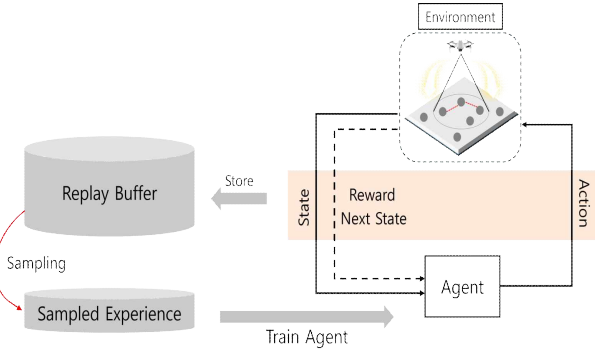 Environment
Replay Buffer
Store
State
Reward
Next State
Action
Sampling
Agent
Sampled Experience
Train Agent